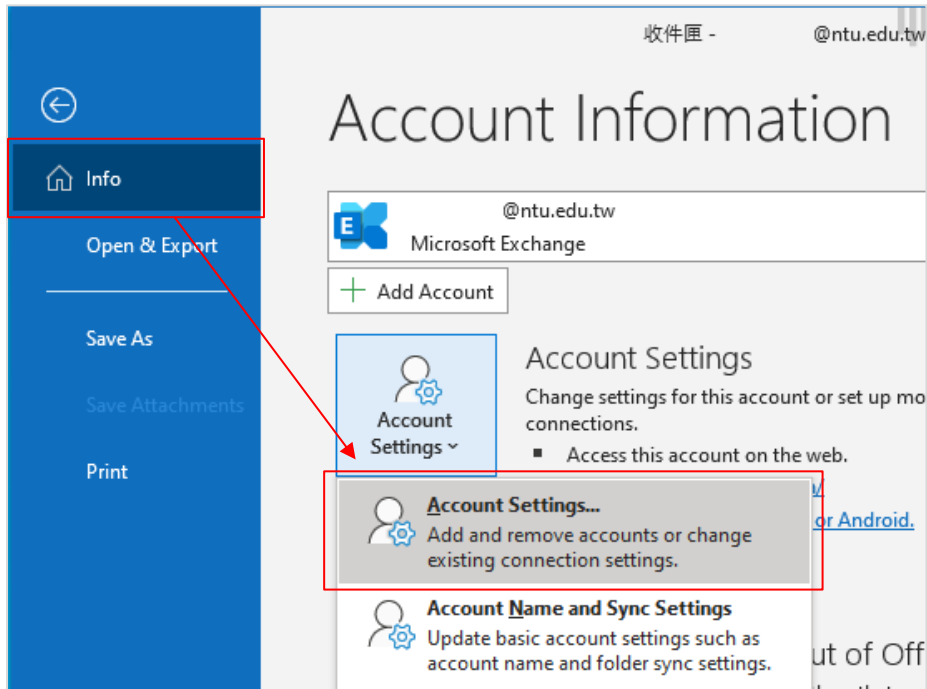 收件匣 - @ntu.edu.tw
Account Information
Info
Open & Export
Save As
Save Attachments
Print
E
@ntu.edu.tw
Microsoft Exchange
Add Account
Account
Settings
Account Settings
Change settings for this account or set up mo
connections.
Access this account on the web.
or Android.
Account Settings...
Add and remove accounts or change
existing connection settings.
Account Name and Sync Settings
Update basic account settings such as
account name and folder sync settings.
ut of Off